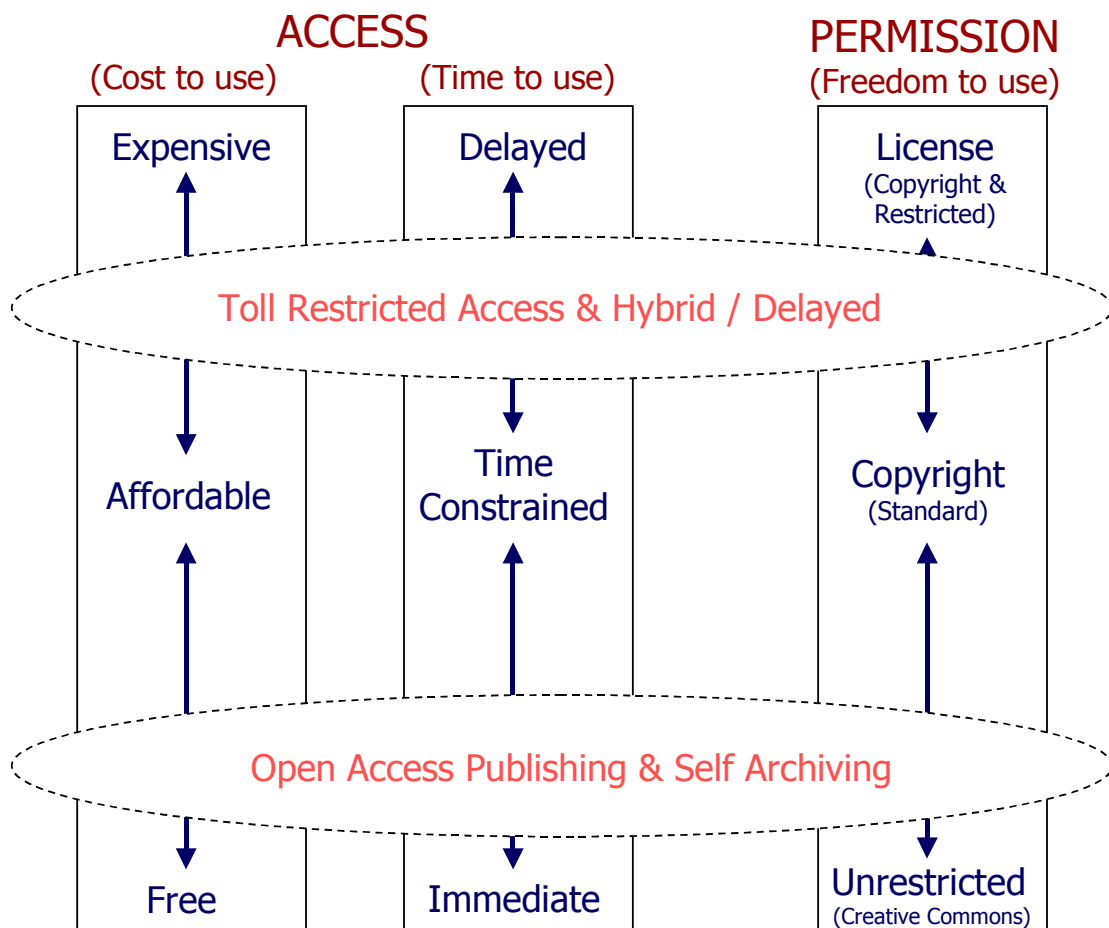 ACCESS
PERMISSION
(Cost to use)
(Time to use)
(Freedom to use)
Expensive
Delayed
License
(Copyright &
Restricted)
Toll Restricted Access & Hybrid / Delayed
Affordable
Time
Constrained
Copyright
(Standard)
Open Access Publishing & Self Archiving
Free
Immediate
Unrestricted
(Creative Commons)